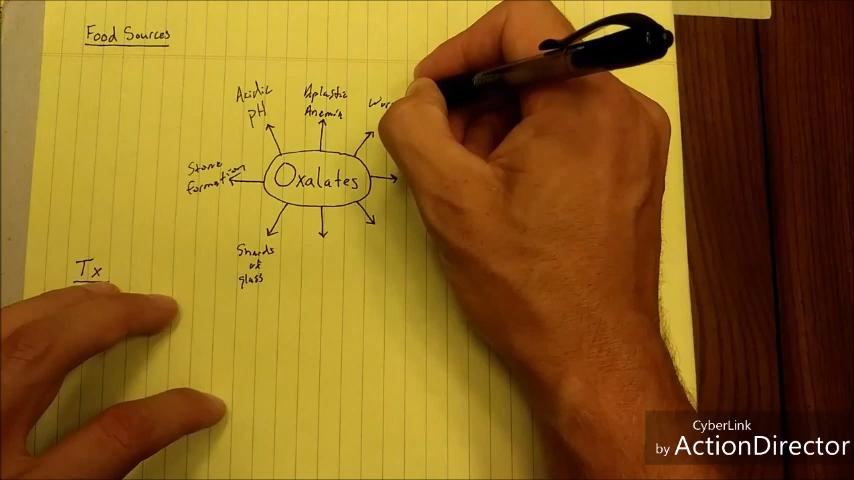 Food Sources
Acidic
pH
Aplastic
Anemia
Stone
formation
Oxalates
Shards
of
glass
Tx
CyberLink
by ActionDirector